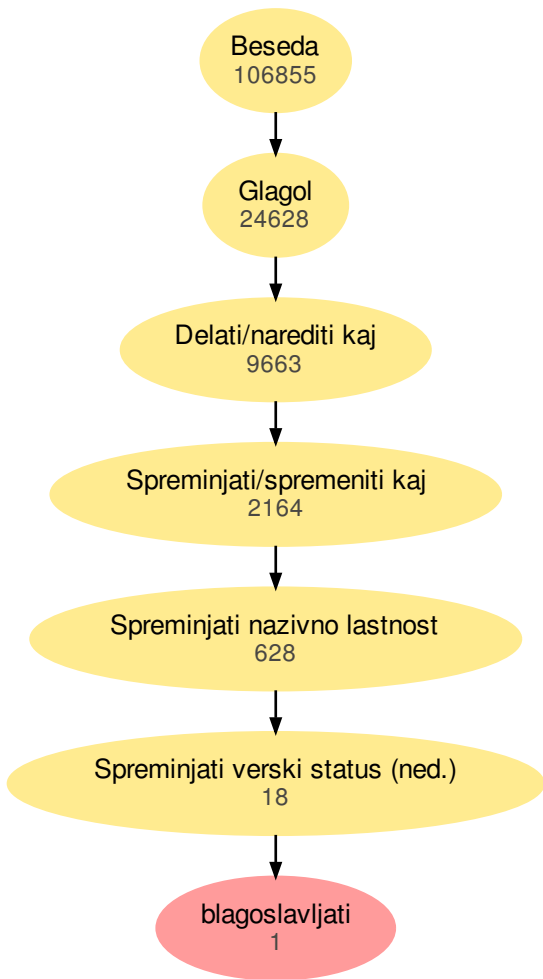 Beseda
106855
Glagol
24628
Delati/narediti kaj
9663
Spreminjati/spremeniti kaj
2164
Spreminjati nazivno lastnost
628
Spreminjati verski status (ned.)
18
blagoslavljati
1